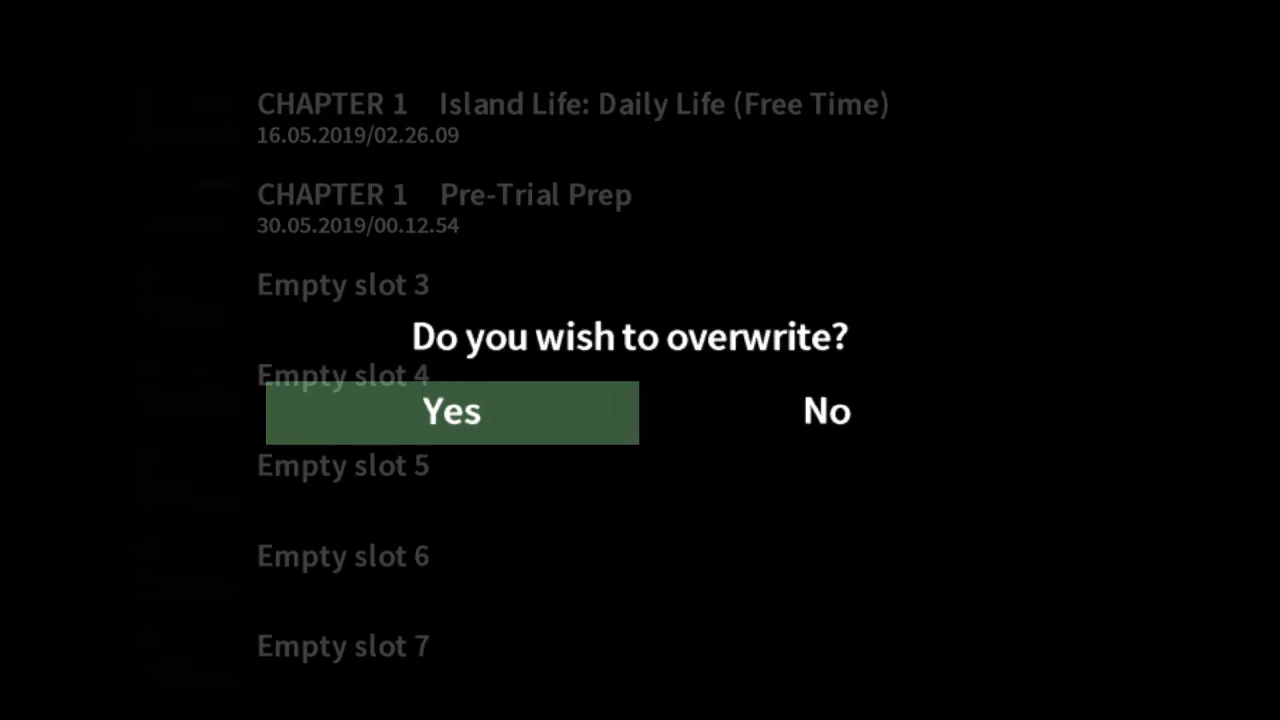 CHAPTER 1 Island Life: Daily Life (Free Time)
16.05.2019/02.26.09
CHAPTER 1 Pre-Trial Prep
30.05.2019/00.12.54
Empty slot 3
Do you wish to overwrite?
Empty slot 4
Yes No
Empty slot 5
Empty slot 6
Empty slot 7